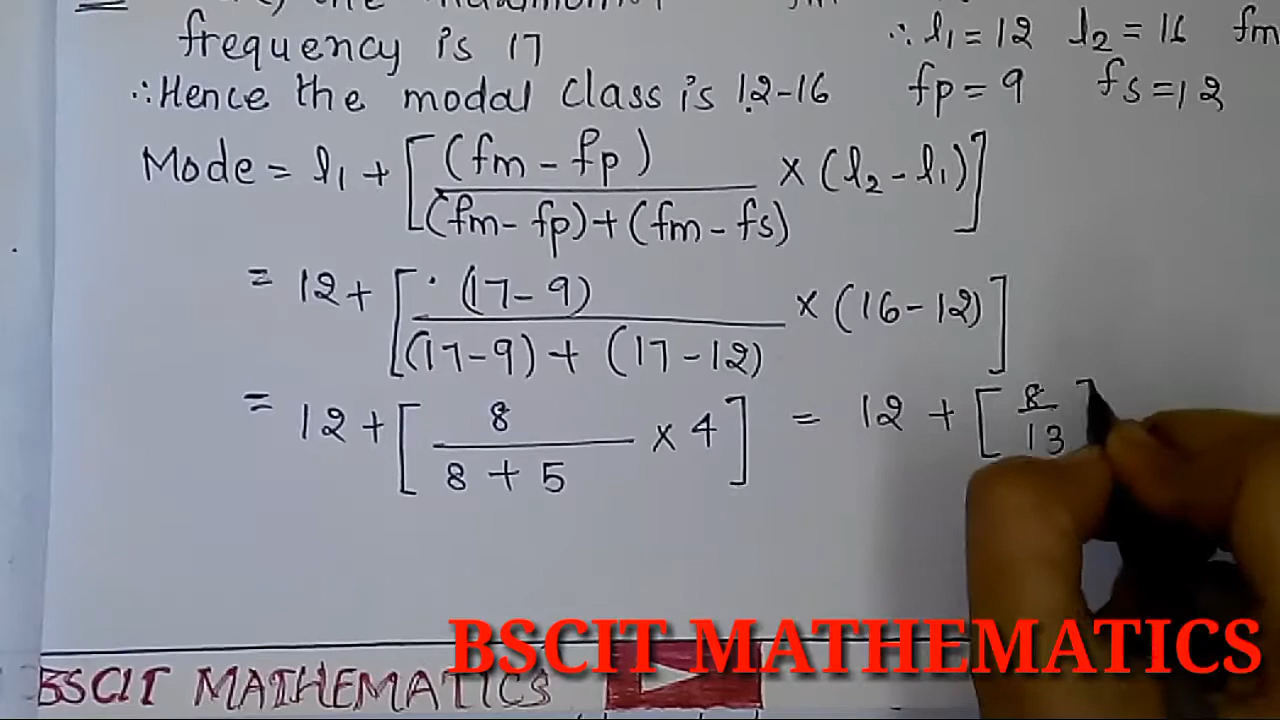 frequency is 17
∴ l₁ = 12 l₂ = 16 fm
∴ Hence the modal class is 12-16 fp = 9 fs = 12
Mode = l₁ + [(fm - fp) / (fm - fp) + (fm - fs) × (l₂ - l₁)]
= 12 + [(17 - 9) / (17 - 9) + (17 - 12) × (16 - 12)]
= 12 + [8 / 8 + 5 × 4] = 12 + [8 / 13]
BSCIT MATHEMATICS
BSCIT MATHEMATICS